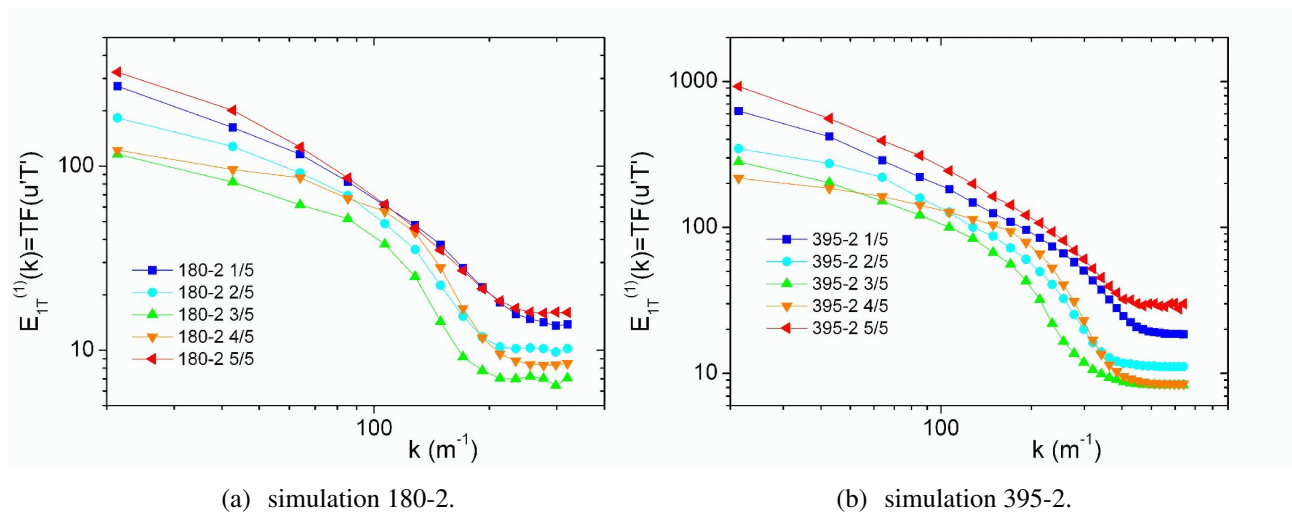 100
10
100
E₁T⁽¹⁾(k)=TF(u'T')
k (m⁻¹)
180-2 1/5
180-2 2/5
180-2 3/5
180-2 4/5
180-2 5/5
(a) simulation 180-2.
1000
100
10
100
E₁T⁽¹⁾(k)=TF(u'T')
k (m⁻¹)
395-2 1/5
395-2 2/5
395-2 3/5
395-2 4/5
395-2 5/5
(b) simulation 395-2.